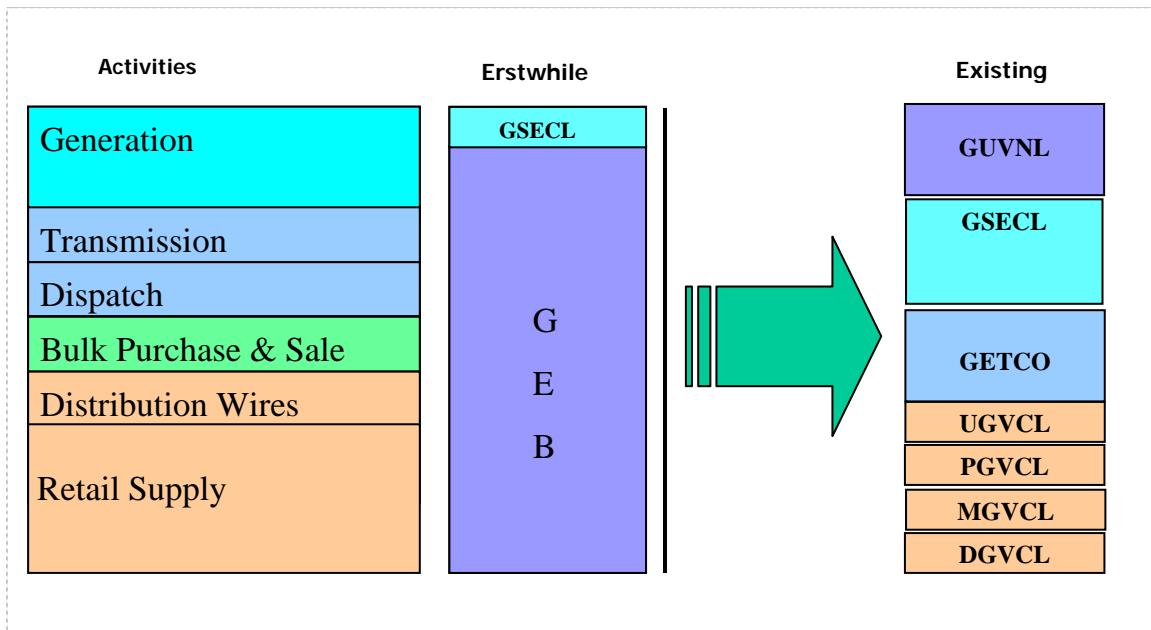 Activities
Erstwhile
Existing
Generation
Transmission
Dispatch
Bulk Purchase & Sale
Distribution Wires
Retail Supply
GSECL
G
E
B
GUVNL
GSECL
GETCO
UGVCL
PGVCL
MGVCL
DGVCL